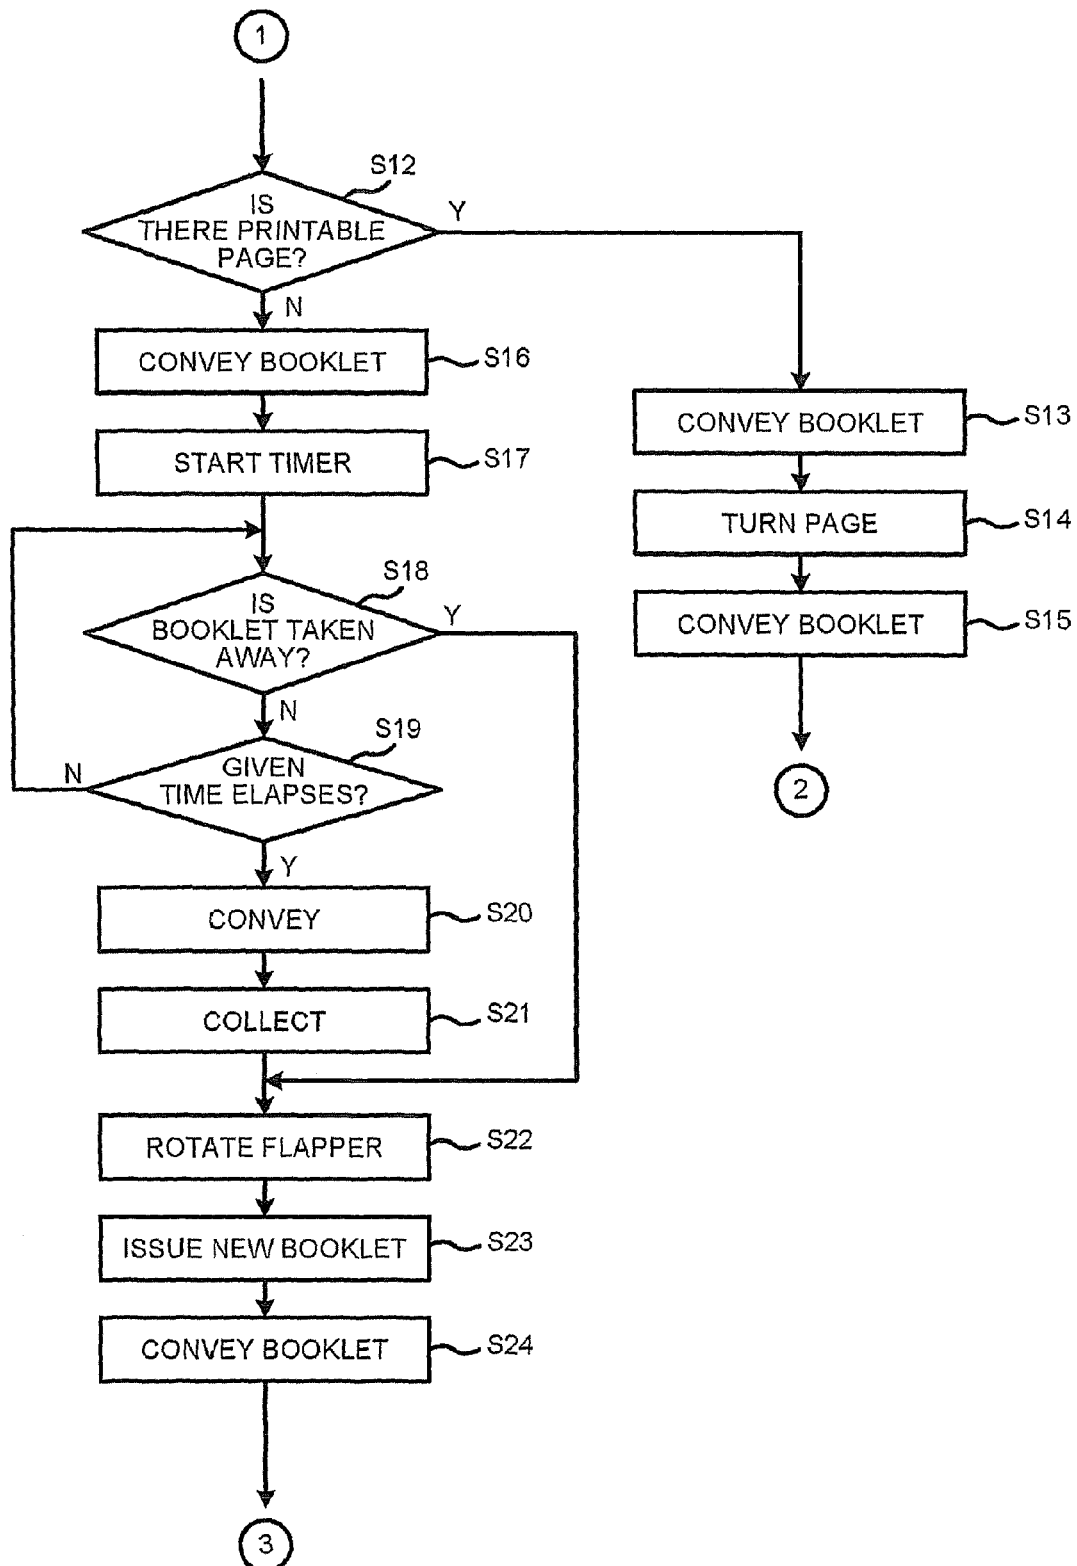 1
S12
IS
THERE PRINTABLE
PAGE?
Y
N
CONVEY BOOKLET
S16
START TIMER
S17
CONVEY BOOKLET
S13
TURN PAGE
S14
CONVEY BOOKLET
S15
2
S18
IS
BOOKLET TAKEN
AWAY?
Y
N
S19
GIVEN
TIME ELAPSES?
N
Y
CONVEY
S20
COLLECT
S21
ROTATE FLAPPER
S22
ISSUE NEW BOOKLET
S23
CONVEY BOOKLET
S24
3